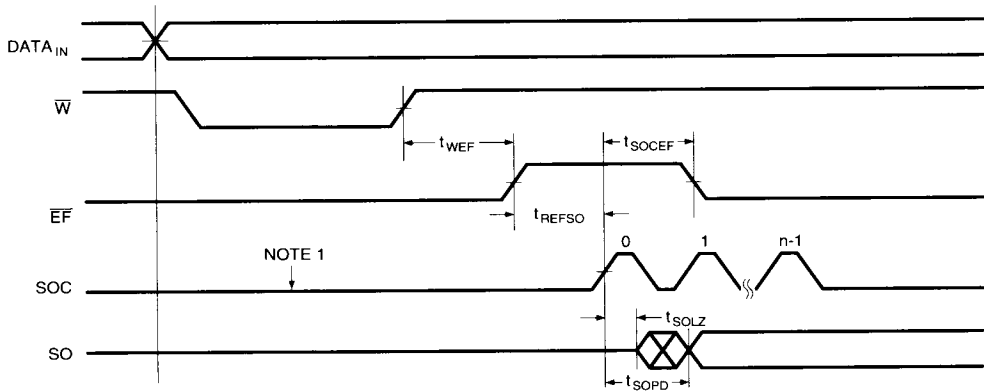 DATA IN
W
t WEF
t SOCEF
EF
t REFSO
0 1 n-1
NOTE 1
SOC
t SOLZ
SO
t SOPD